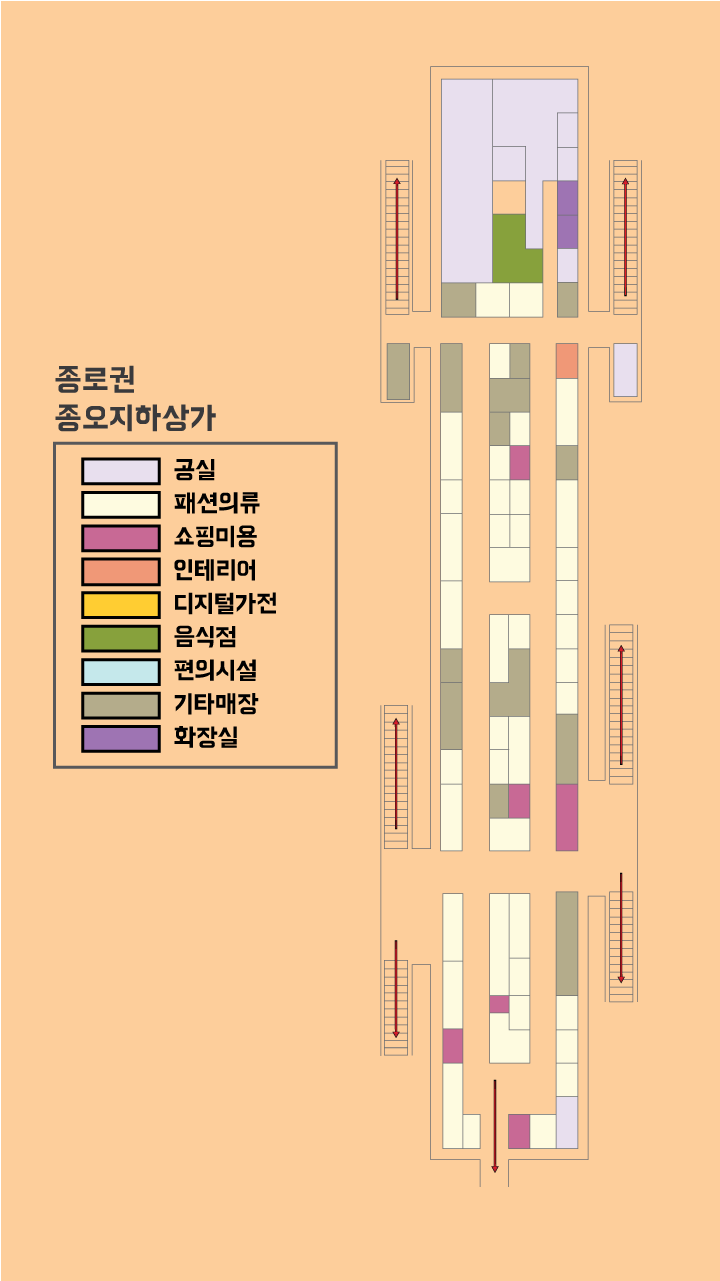 종로권
종오지하상가
공실
패션의류
쇼핑미용
인테리어
디지털가전
음식점
편의시설
기타매장
화장실